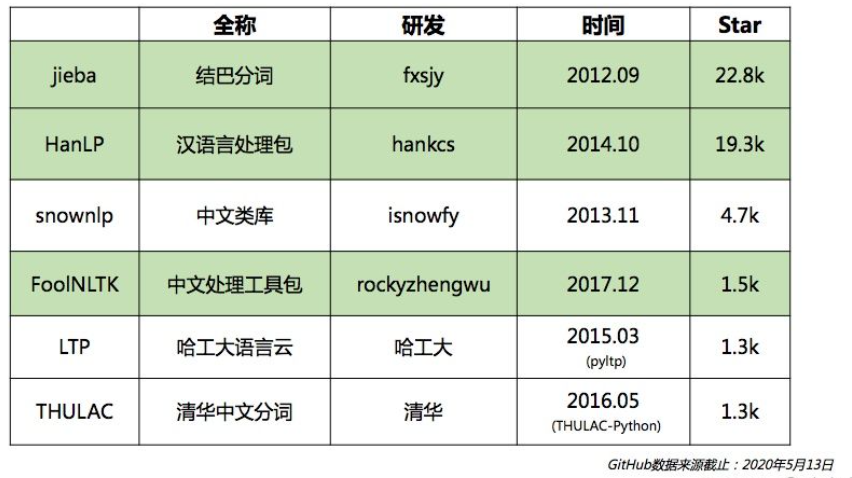 全称 研发 时间 Star
jieba 结巴分词 fxsjy 2012.09 22.8k
HanLP 汉语言处理包 hankcs 2014.10 19.3k
snownlp 中文类库 isnowfy 2013.11 4.7k
FoolNLTK 中文处理工具包 rockyzhengwu 2017.12 1.5k
LTP 哈工大语言云 哈工大 2015.03 1.3k
(pyltp)
THULAC 清华中文分词 清华 2016.05 1.3k
(THULAC-Python)
GitHub数据来源截止：2020年5月13日